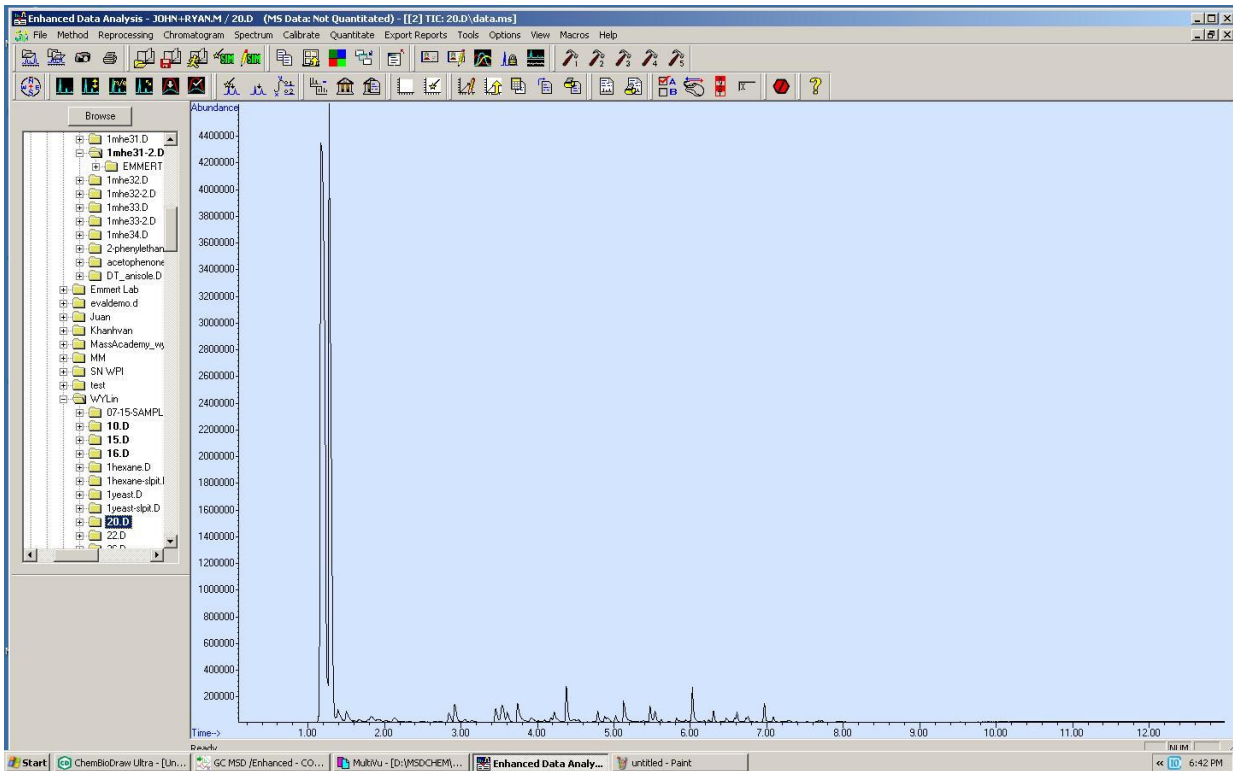 Enhanced Data Analysis - JOHN+RYAN.M / 20.D (MS Data: Not Quantitated) - [[2] TIC: 20.D\data.ms]
File Method Reprocessing Chromatogram Spectrum Calibrate Quantitate Export Reports Tools Options View Macros Help
Browse
1mhe31.D
1mhe31-2.D
EMMERT
1mhe32.D
1mhe32-2.D
1mhe33.D
1mhe33-2.D
1mhe34.D
2-phenylethan
acetophenone
DT_anisole.D
Emmert Lab
evaldemo.d
Juan
Khanhvan
MassAcademy_wy
MM
SN WPI
test
WYLin
07-15-SAMPL
10.D
15.D
16.D
1hexane.D
1hexane-slpit.
1yeast.D
1yeast-slpit.D
20.D
22.D
Abundance
4400000
4200000
4000000
3800000
3600000
3400000
3200000
3000000
2800000
2600000
2400000
2200000
2000000
1800000
1600000
1400000
1200000
1000000
800000
600000
400000
200000
Time--> 1.00 2.00 3.00 4.00 5.00 6.00 7.00 8.00 9.00 10.00 11.00 12.00
Ready
NUM
Start ChemBioDraw Ultra - [Un... GC MSD /Enhanced - CO... MultiVu - [D:\MSDCHEM\... Enhanced Data Analy... untitled - Paint « 6:42 PM